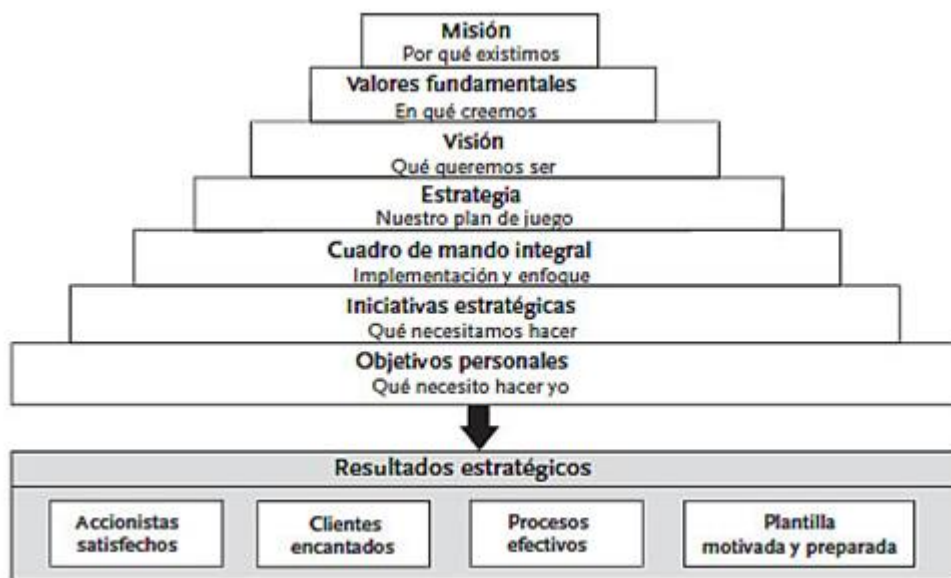 Misión
Por qué existimos
Valores fundamentales
En qué creemos
Visión
Qué queremos ser
Estrategia
Nuestro plan de juego
Cuadro de mando integral
Implementación y enfoque
Iniciativas estratégicas
Qué necesitamos hacer
Objetivos personales
Qué necesito hacer yo
Resultados estratégicos
Accionistas
satisfechos
Clientes
encantados
Procesos
efectivos
Plantilla
motivada y preparada